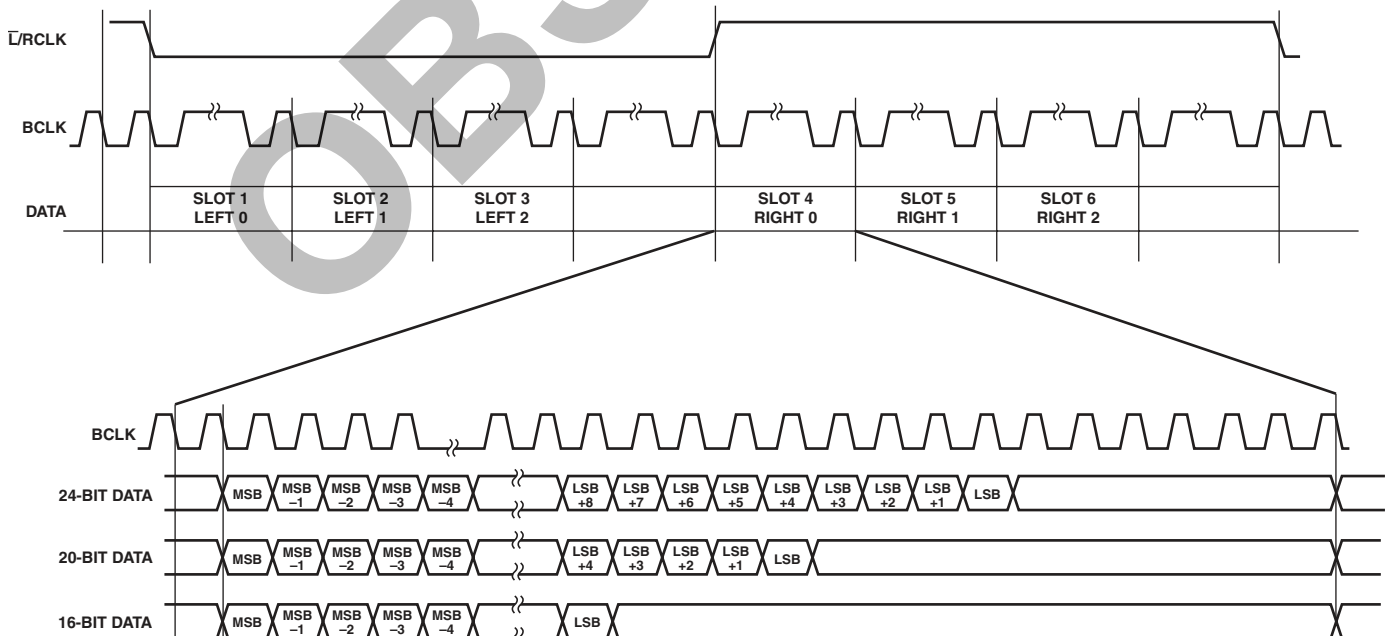 L̅/RCLK
BCLK
DATA
SLOT 1
LEFT 0
SLOT 2
LEFT 1
SLOT 3
LEFT 2
SLOT 4
RIGHT 0
SLOT 5
RIGHT 1
SLOT 6
RIGHT 2
BCLK
24-BIT DATA
MSB
MSB
–1
MSB
–2
MSB
–3
MSB
–4
LSB
+8
LSB
+7
LSB
+6
LSB
+5
LSB
+4
LSB
+3
LSB
+2
LSB
+1
LSB
20-BIT DATA
MSB
MSB
–1
MSB
–2
MSB
–3
MSB
–4
LSB
+4
LSB
+3
LSB
+2
LSB
+1
LSB
16-BIT DATA
MSB
MSB
–1
MSB
–2
MSB
–3
MSB
–4
LSB
OBS